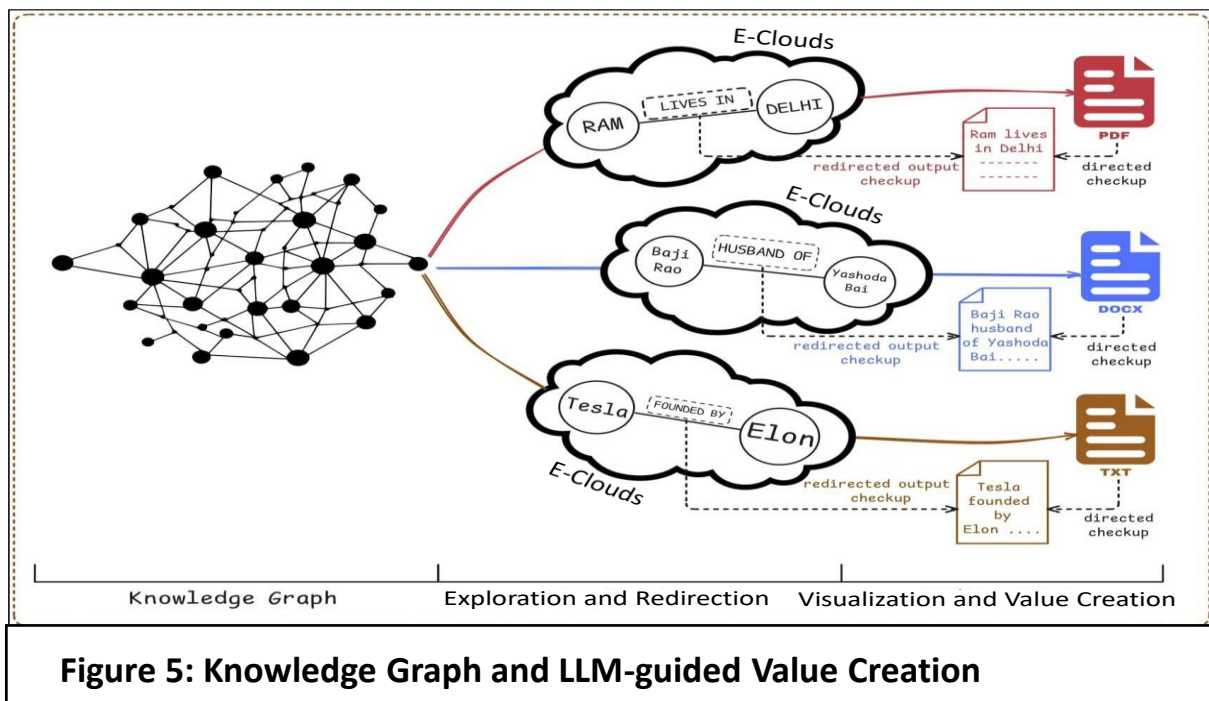 E-Clouds
RAM
LIVES IN
DELHI
PDF
Ram lives
in Delhi
-------
-------
redirected output
checkup
directed
checkup
E-Clouds
Baji
Rao
HUSBAND OF
Yashoda
Bai
DOCX
Baji Rao
husband
of Yashoda
Bai.....
redirected output
checkup
directed
checkup
Tesla
FOUNDED BY
Elon
E-Clouds
TXT
Tesla
founded
by
Elon ....
redirected output
checkup
directed
checkup
Knowledge Graph
Exploration and Redirection
Visualization and Value Creation
Figure 5: Knowledge Graph and LLM-guided Value Creation